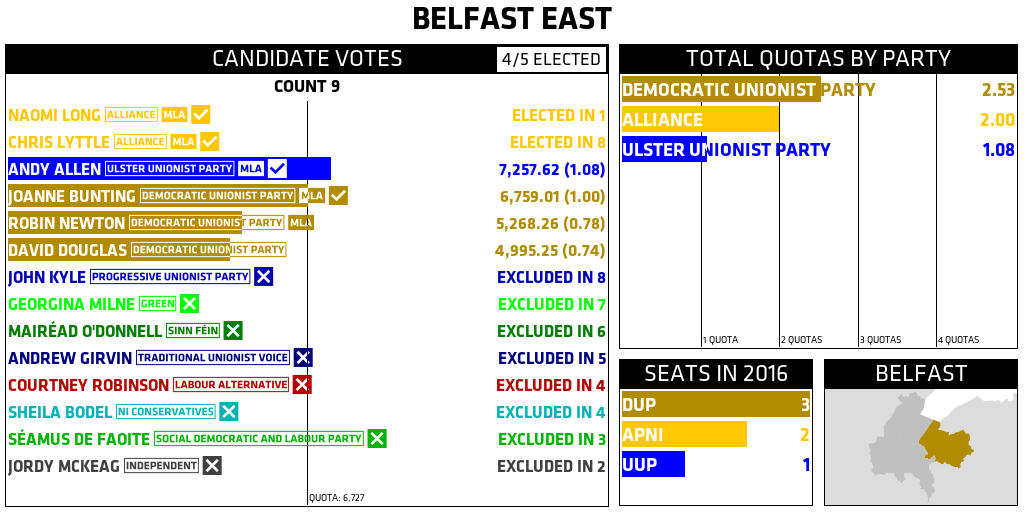 BELFAST EAST
CANDIDATE VOTES 4/5 ELECTED
COUNT 9
NAOMI LONG ALLIANCE MLA ELECTED IN 1
CHRIS LYTTLE ALLIANCE MLA ELECTED IN 8
ANDY ALLEN ULSTER UNIONIST PARTY MLA 7,257.62 (1.08)
JOANNE BUNTING DEMOCRATIC UNIONIST PARTY MLA 6,759.01 (1.00)
ROBIN NEWTON DEMOCRATIC UNIONIST PARTY MLA 5,268.26 (0.78)
DAVID DOUGLAS DEMOCRATIC UNIONIST PARTY 4,995.25 (0.74)
JOHN KYLE PROGRESSIVE UNIONIST PARTY EXCLUDED IN 8
GEORGINA MILNE GREEN EXCLUDED IN 7
MAIRÉAD O'DONNELL SINN FÉIN EXCLUDED IN 6
ANDREW GIRVIN TRADITIONAL UNIONIST VOICE EXCLUDED IN 5
COURTNEY ROBINSON LABOUR ALTERNATIVE EXCLUDED IN 4
SHEILA BODEL NI CONSERVATIVES EXCLUDED IN 4
SÉAMUS DE FAOITE SOCIAL DEMOCRATIC AND LABOUR PARTY EXCLUDED IN 3
JORDY MCKEAG INDEPENDENT EXCLUDED IN 2
QUOTA: 6,727
TOTAL QUOTAS BY PARTY
DEMOCRATIC UNIONIST PARTY 2.53
ALLIANCE 2.00
ULSTER UNIONIST PARTY 1.08
1 QUOTA 2 QUOTAS 3 QUOTAS 4 QUOTAS
SEATS IN 2016
DUP 3
APNI 2
UUP 1
BELFAST